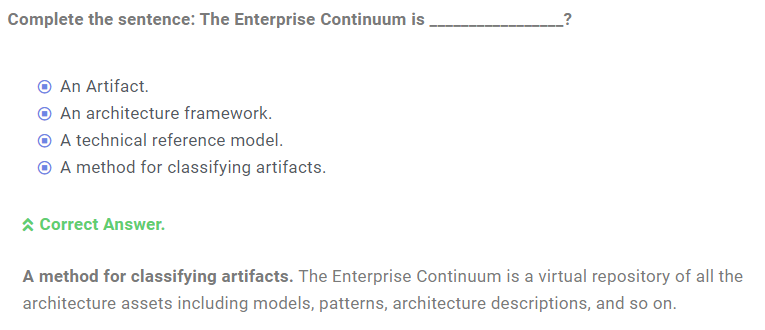 Complete the sentence: The Enterprise Continuum is _________________?
An Artifact.
An architecture framework.
A technical reference model.
A method for classifying artifacts.
Correct Answer.
A method for classifying artifacts. The Enterprise Continuum is a virtual repository of all the
architecture assets including models, patterns, architecture descriptions, and so on.